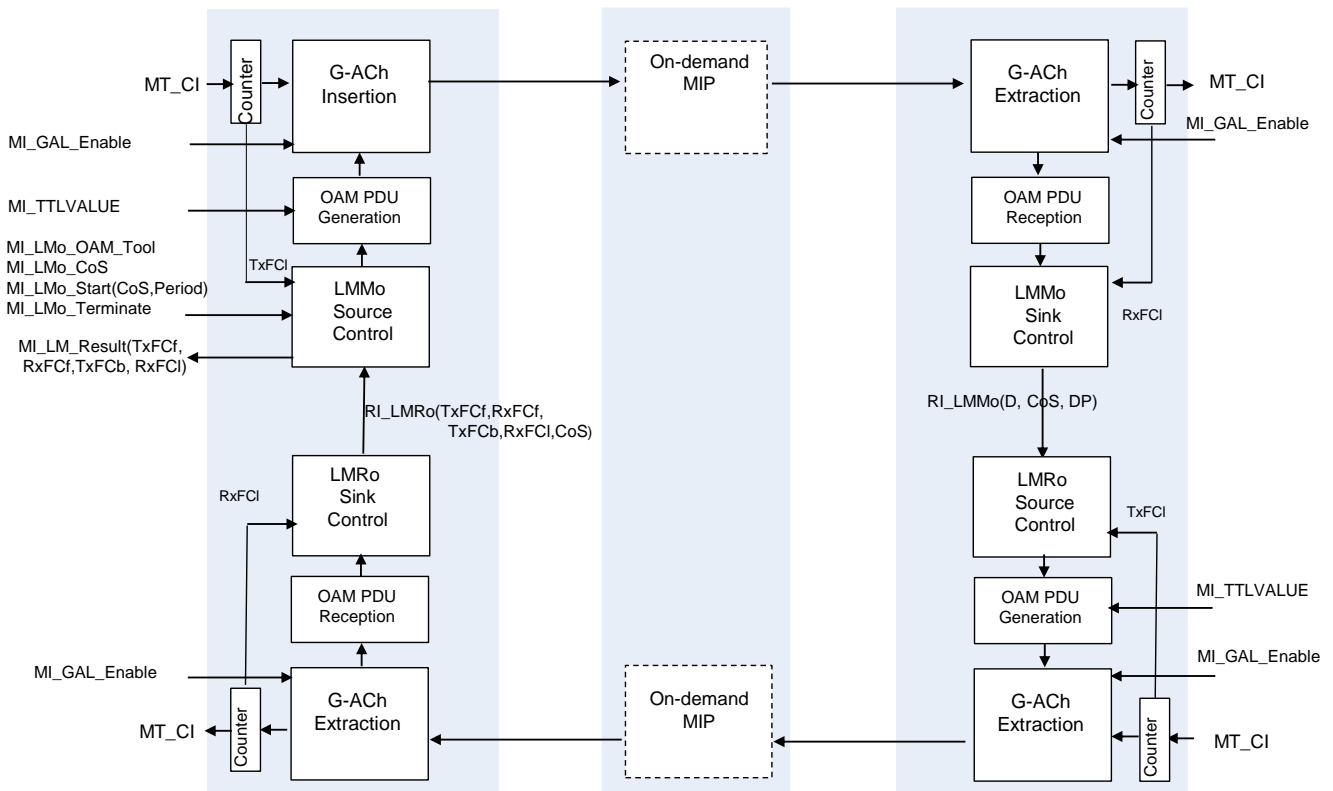 MT_CI
Counter
G-ACh
Insertion
On-demand
MIP
G-ACh
Extraction
Counter
MT_CI
MI_GAL_Enable
MI_GAL_Enable
MI_TTLVALUE
OAM PDU
Generation
OAM PDU
Reception
MI_LMo_OAM_Tool
MI_LMo_CoS
MI_LMo_Start(CoS,Period)
MI_LMo_Terminate
TxFCl
LMMo
Source
Control
LMMo
Sink
Control
RxFCl
MI_LM_Result(TxFCf,
RxFCf,TxFCb, RxFCl)
RI_LMRo(TxFCf,RxFCf,
TxFCb,RxFCl,CoS)
RI_LMMo(D, CoS, DP)
RxFCl
LMRo
Sink
Control
LMRo
Source
Control
TxFCl
OAM PDU
Reception
OAM PDU
Generation
MI_TTLVALUE
MI_GAL_Enable
MI_GAL_Enable
MT_CI
Counter
G-ACh
Extraction
On-demand
MIP
G-ACh
Extraction
Counter
MT_CI